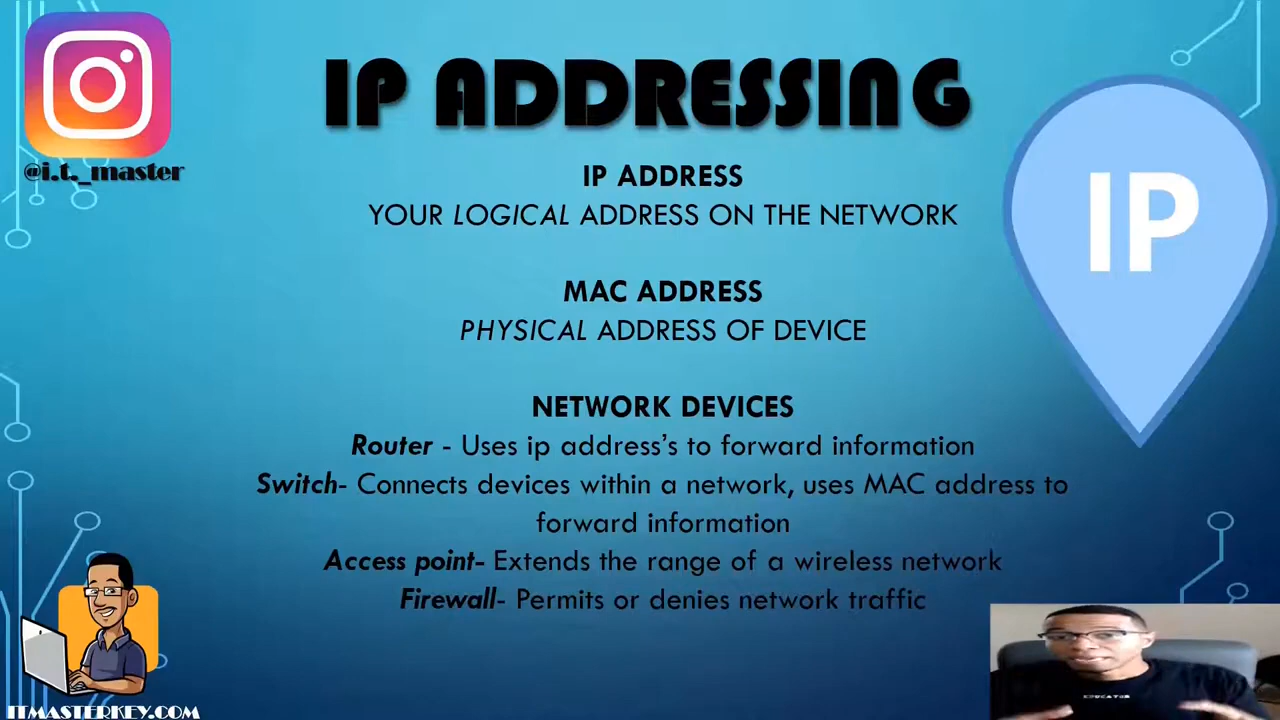 IP ADDRESSING
@i.t._master
IP ADDRESS
YOUR LOGICAL ADDRESS ON THE NETWORK
IP
MAC ADDRESS
PHYSICAL ADDRESS OF DEVICE
NETWORK DEVICES
Router - Uses ip address’s to forward information
Switch- Connects devices within a network, uses MAC address to
forward information
Access point- Extends the range of a wireless network
Firewall- Permits or denies network traffic
EDUCATOR
ITMASTERKEY.COM